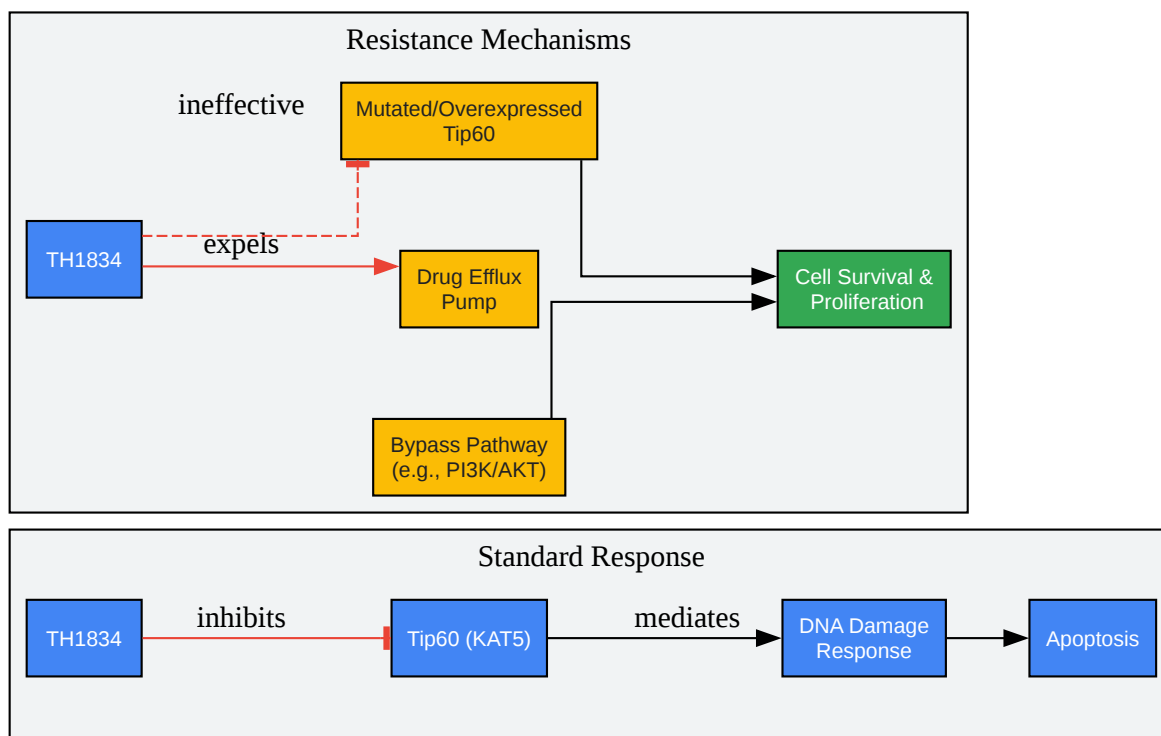 Resistance Mechanisms
ineffective
Mutated/Overexpressed
Tip60
TH1834
expels
Drug Efflux
Pump
Cell Survival &
Proliferation
Bypass Pathway
(e.g., PI3K/AKT)
Standard Response
TH1834
inhibits
Tip60 (KAT5)
mediates
DNA Damage
Response
Apoptosis